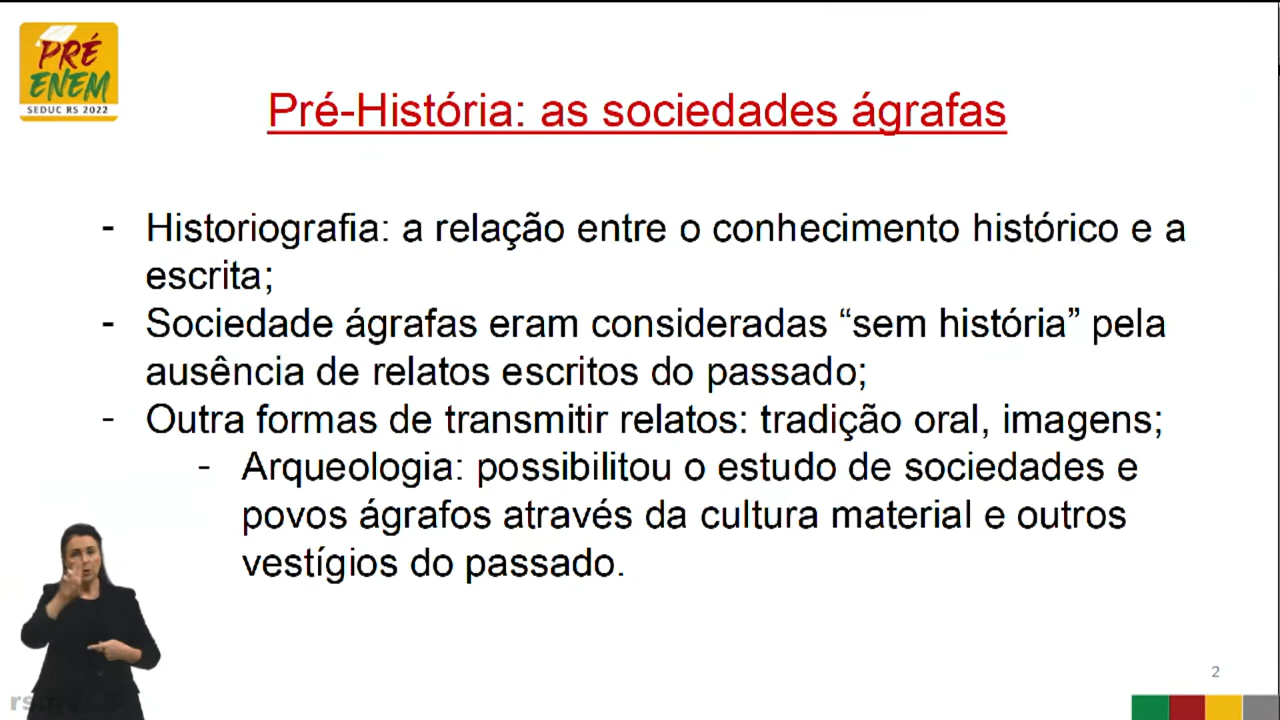 PRÉ
ENEM
SEDUC RS 2022
Pré-História: as sociedades ágrafas
- Historiografia: a relação entre o conhecimento histórico e a
escrita;
- Sociedade ágrafas eram consideradas “sem história” pela
ausência de relatos escritos do passado;
- Outra formas de transmitir relatos: tradição oral, imagens;
- Arqueologia: possibilitou o estudo de sociedades e
povos ágrafos através da cultura material e outros
vestígios do passado.
2